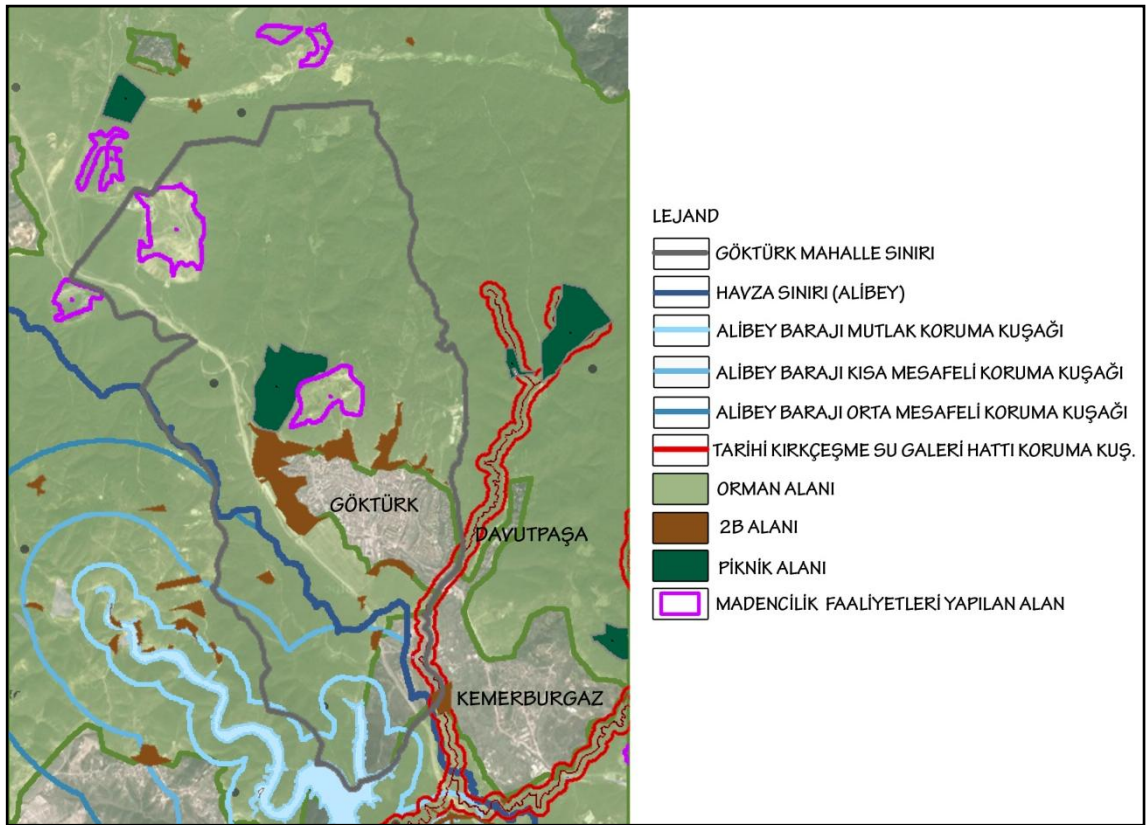 GÖKTÜRK
DAVUTPAŞA
KEMERBURGAZ
LEJAND
GÖKTÜRK MAHALLE SINIRI
HAVZA SINIRI (ALİBEY)
ALİBEY BARAJI MUTLAK KORUMA KUŞAĞI
ALİBEY BARAJI KISA MESAFELİ KORUMA KUŞAĞI
ALİBEY BARAJI ORTA MESAFELİ KORUMA KUŞAĞI
TARİHİ KIRKÇEŞME SU GALERİ HATTI KORUMA KUŞ.
ORMAN ALANI
2B ALANI
PİKNİK ALANI
MADENCİLİK FAALİYETLERİ YAPILAN ALAN